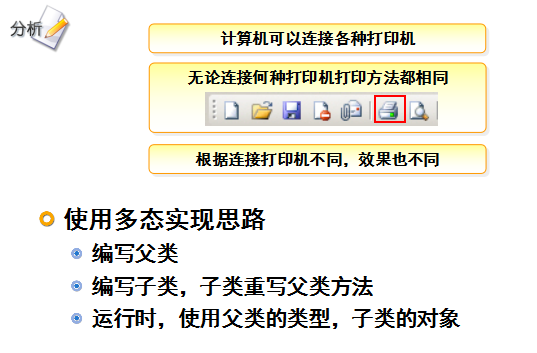 分析
计算机可以连接各种打印机
无论连接何种打印机打印方法都相同
根据连接打印机不同，效果也不同
使用多态实现思路
编写父类
编写子类，子类重写父类方法
运行时，使用父类的类型，子类的对象